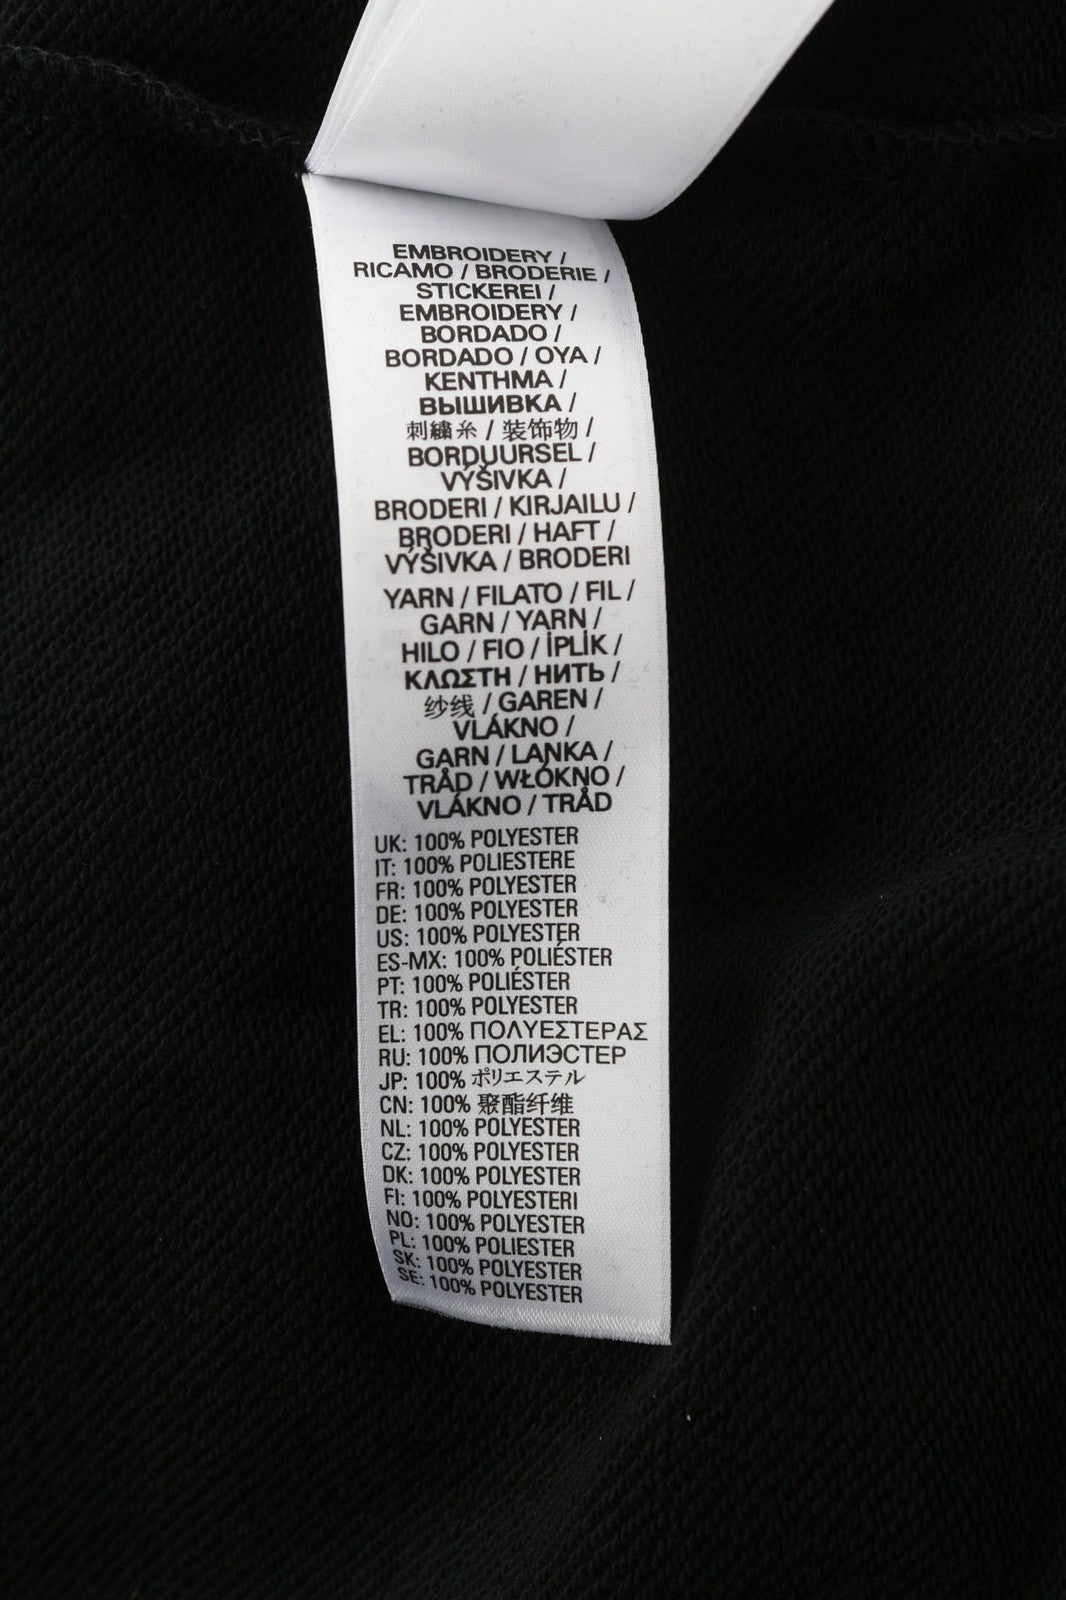 EMBROIDERY /
RICAMO / BRODERIE /
STICKEREI /
EMBROIDERY /
BORDADO /
BORDADO / OYA /
ΚΕΝΤΗΜΑ /
ВЫШИВКА /
刺繍糸 / 装饰物 /
BORDUURSEL /
VÝŠIVKA /
BRODERI / KIRJAILU /
BRODERI / HAFT /
VÝŠIVKA / BRODERI
YARN / FILATO / FIL /
GARN / YARN /
HILO / FIO / İPLİK /
ΚΛΩΣΤΗ / НИТЬ /
纱线 / GAREN /
VLÁKNO /
GARN / LANKA /
TRÅD / WŁÓKNO /
VLÁKNO / TRÅD
UK: 100% POLYESTER
IT: 100% POLIESTERE
FR: 100% POLYESTER
DE: 100% POLYESTER
US: 100% POLYESTER
ES-MX: 100% POLIÉSTER
PT: 100% POLIÉSTER
TR: 100% POLYESTER
EL: 100% ΠΟΛΥΕΣΤΕΡΑΣ
RU: 100% ПОЛИЭСТЕР
JP: 100% ポリエステル
CN: 100% 聚酯纤维
NL: 100% POLYESTER
CZ: 100% POLYESTER
DK: 100% POLYESTER
FI: 100% POLYESTERI
NO: 100% POLYESTER
PL: 100% POLIESTER
SK: 100% POLYESTER
SE: 100% POLYESTER